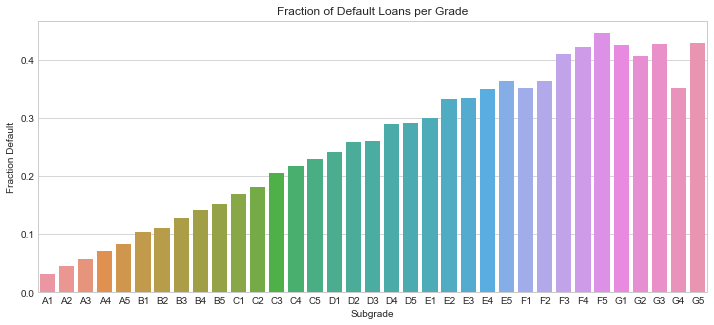 Fraction of Default Loans per Grade
Fraction Default
0.4
0.3
0.2
0.1
0.0
A1 A2 A3 A4 A5 B1 B2 B3 B4 B5 C1 C2 C3 C4 C5 D1 D2 D3 D4 D5 E1 E2 E3 E4 E5 F1 F2 F3 F4 F5 G1 G2 G3 G4 G5
Subgrade